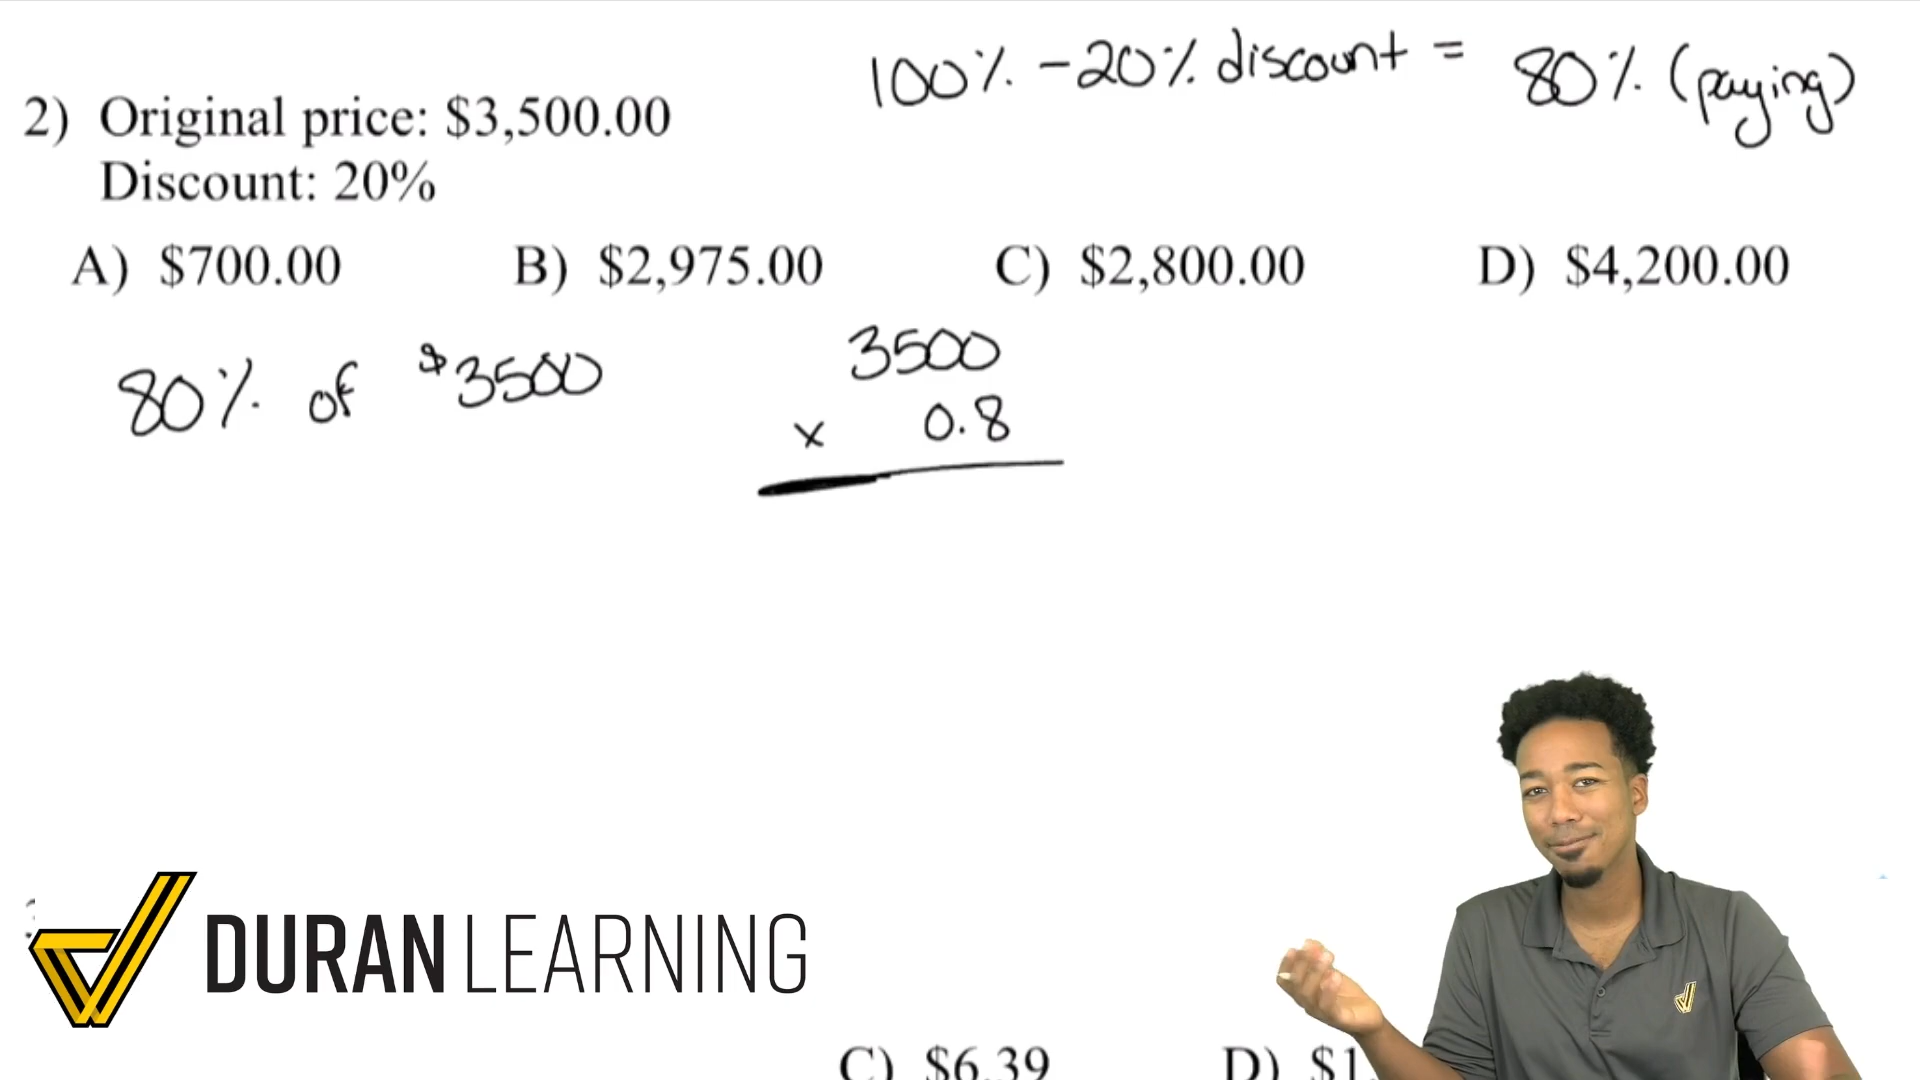 100% - 20% discount = 80% (paying)
2) Original price: $3,500.00
Discount: 20%
A) $700.00 B) $2,975.00 C) $2,800.00 D) $4,200.00
80% of $3500
3500
x 0.8
DURAN LEARNING
C) $6.39 D) $1